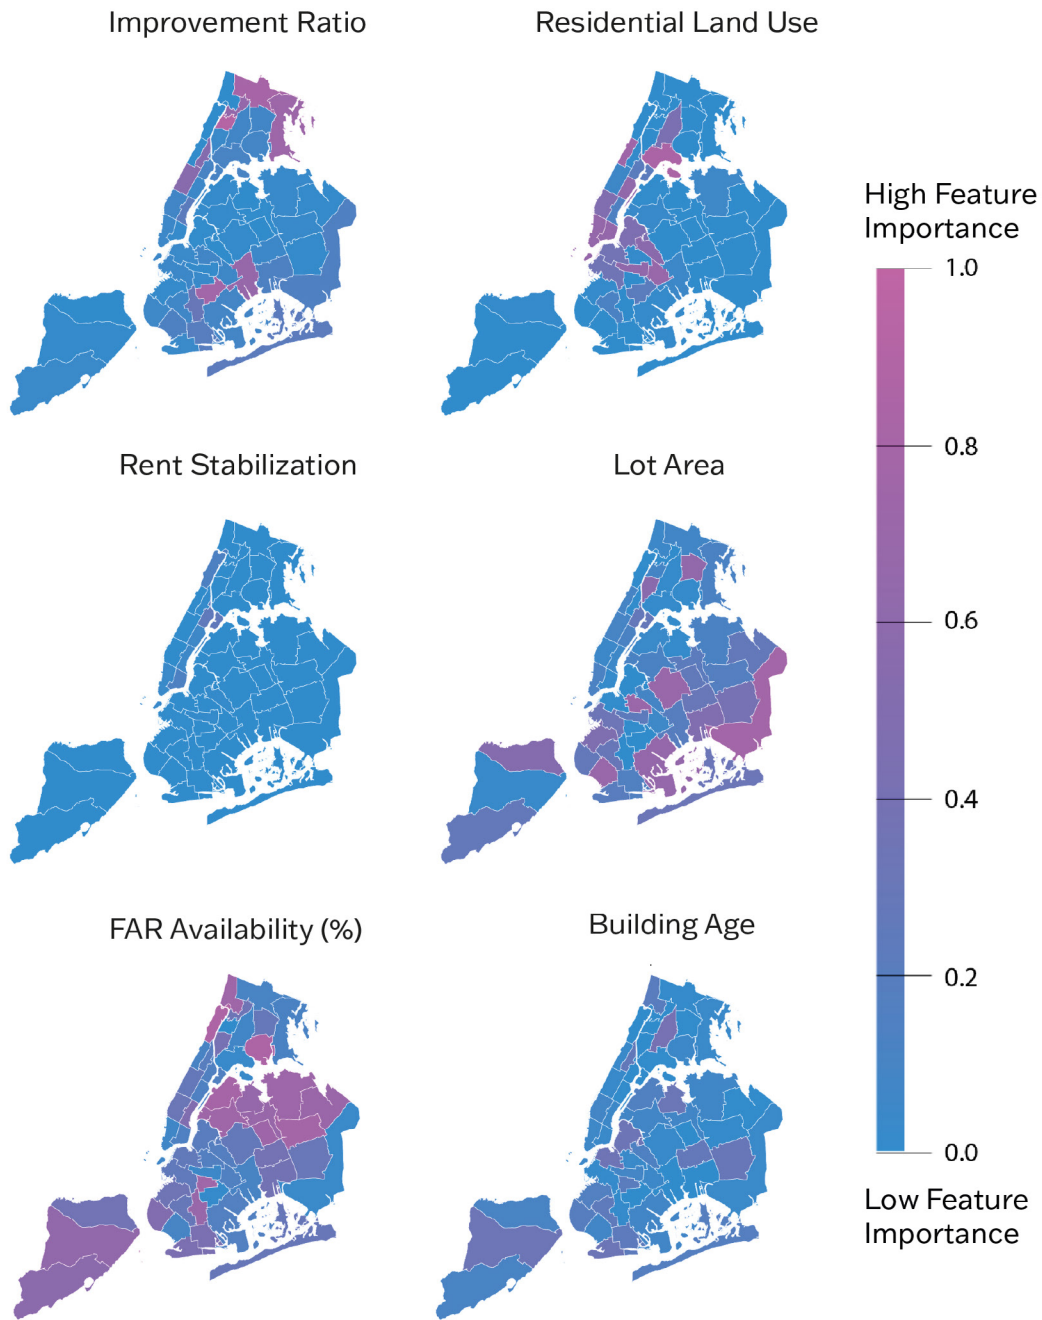 Improvement Ratio
Residential Land Use
High Feature
Importance
1.0
0.8
0.6
0.4
0.2
0.0
Low Feature
Importance
Rent Stabilization
Lot Area
FAR Availability (%)
Building Age